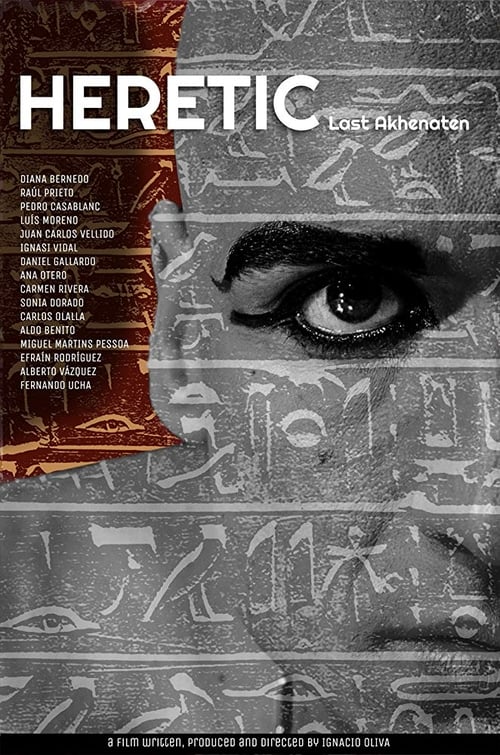 HERETIC Last Akhenaten
DIANA BERNEDO
RAÚL PRIETO
PEDRO CASABLANC
LUÍS MORENO
JUAN CARLOS VELLIDO
IGNASI VIDAL
DANIEL GALLARDO
ANA OTERO
CARMEN RIVERA
SONIA DORADO
CARLOS OLALLA
ALDO BENITO
MIGUEL MARTINS PESSOA
EFRAÍN RODRÍGUEZ
ALBERTO VÁZQUEZ
FERNANDO UCHA
a FILM WRITTEN, PRODUCED AND DIRECTED BY IGNACIO OLIVA